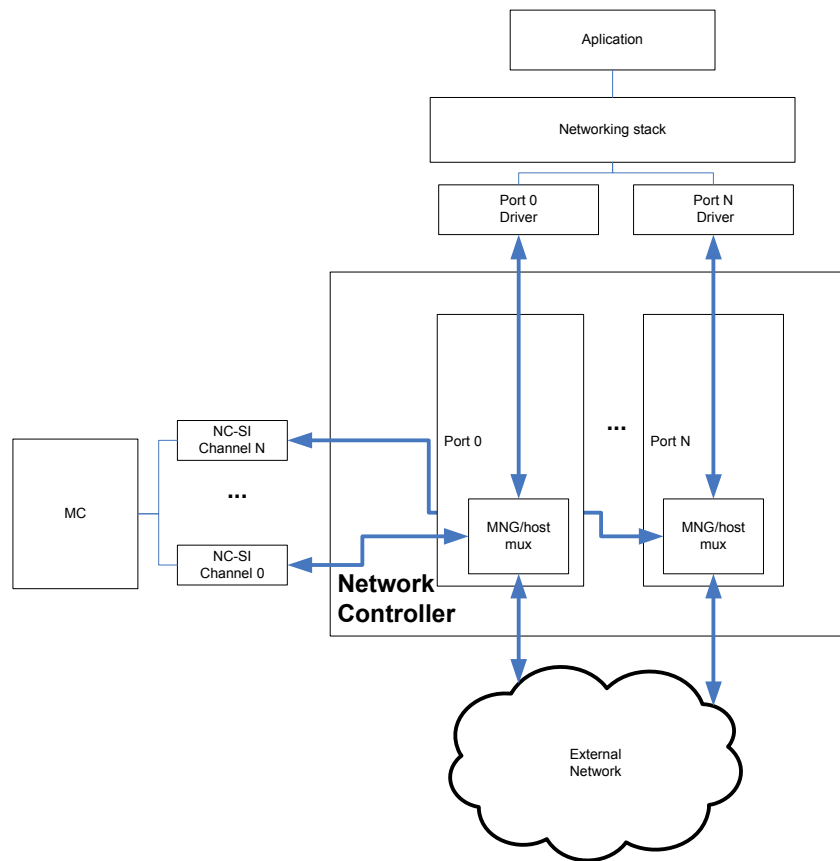 Aplication
Networking stack
Port 0
Driver
Port N
Driver
...
Port 0
Port N
NC-SI
Channel N
...
MC
NC-SI
Channel 0
MNG/host
mux
MNG/host
mux
Network
Controller
External
Network